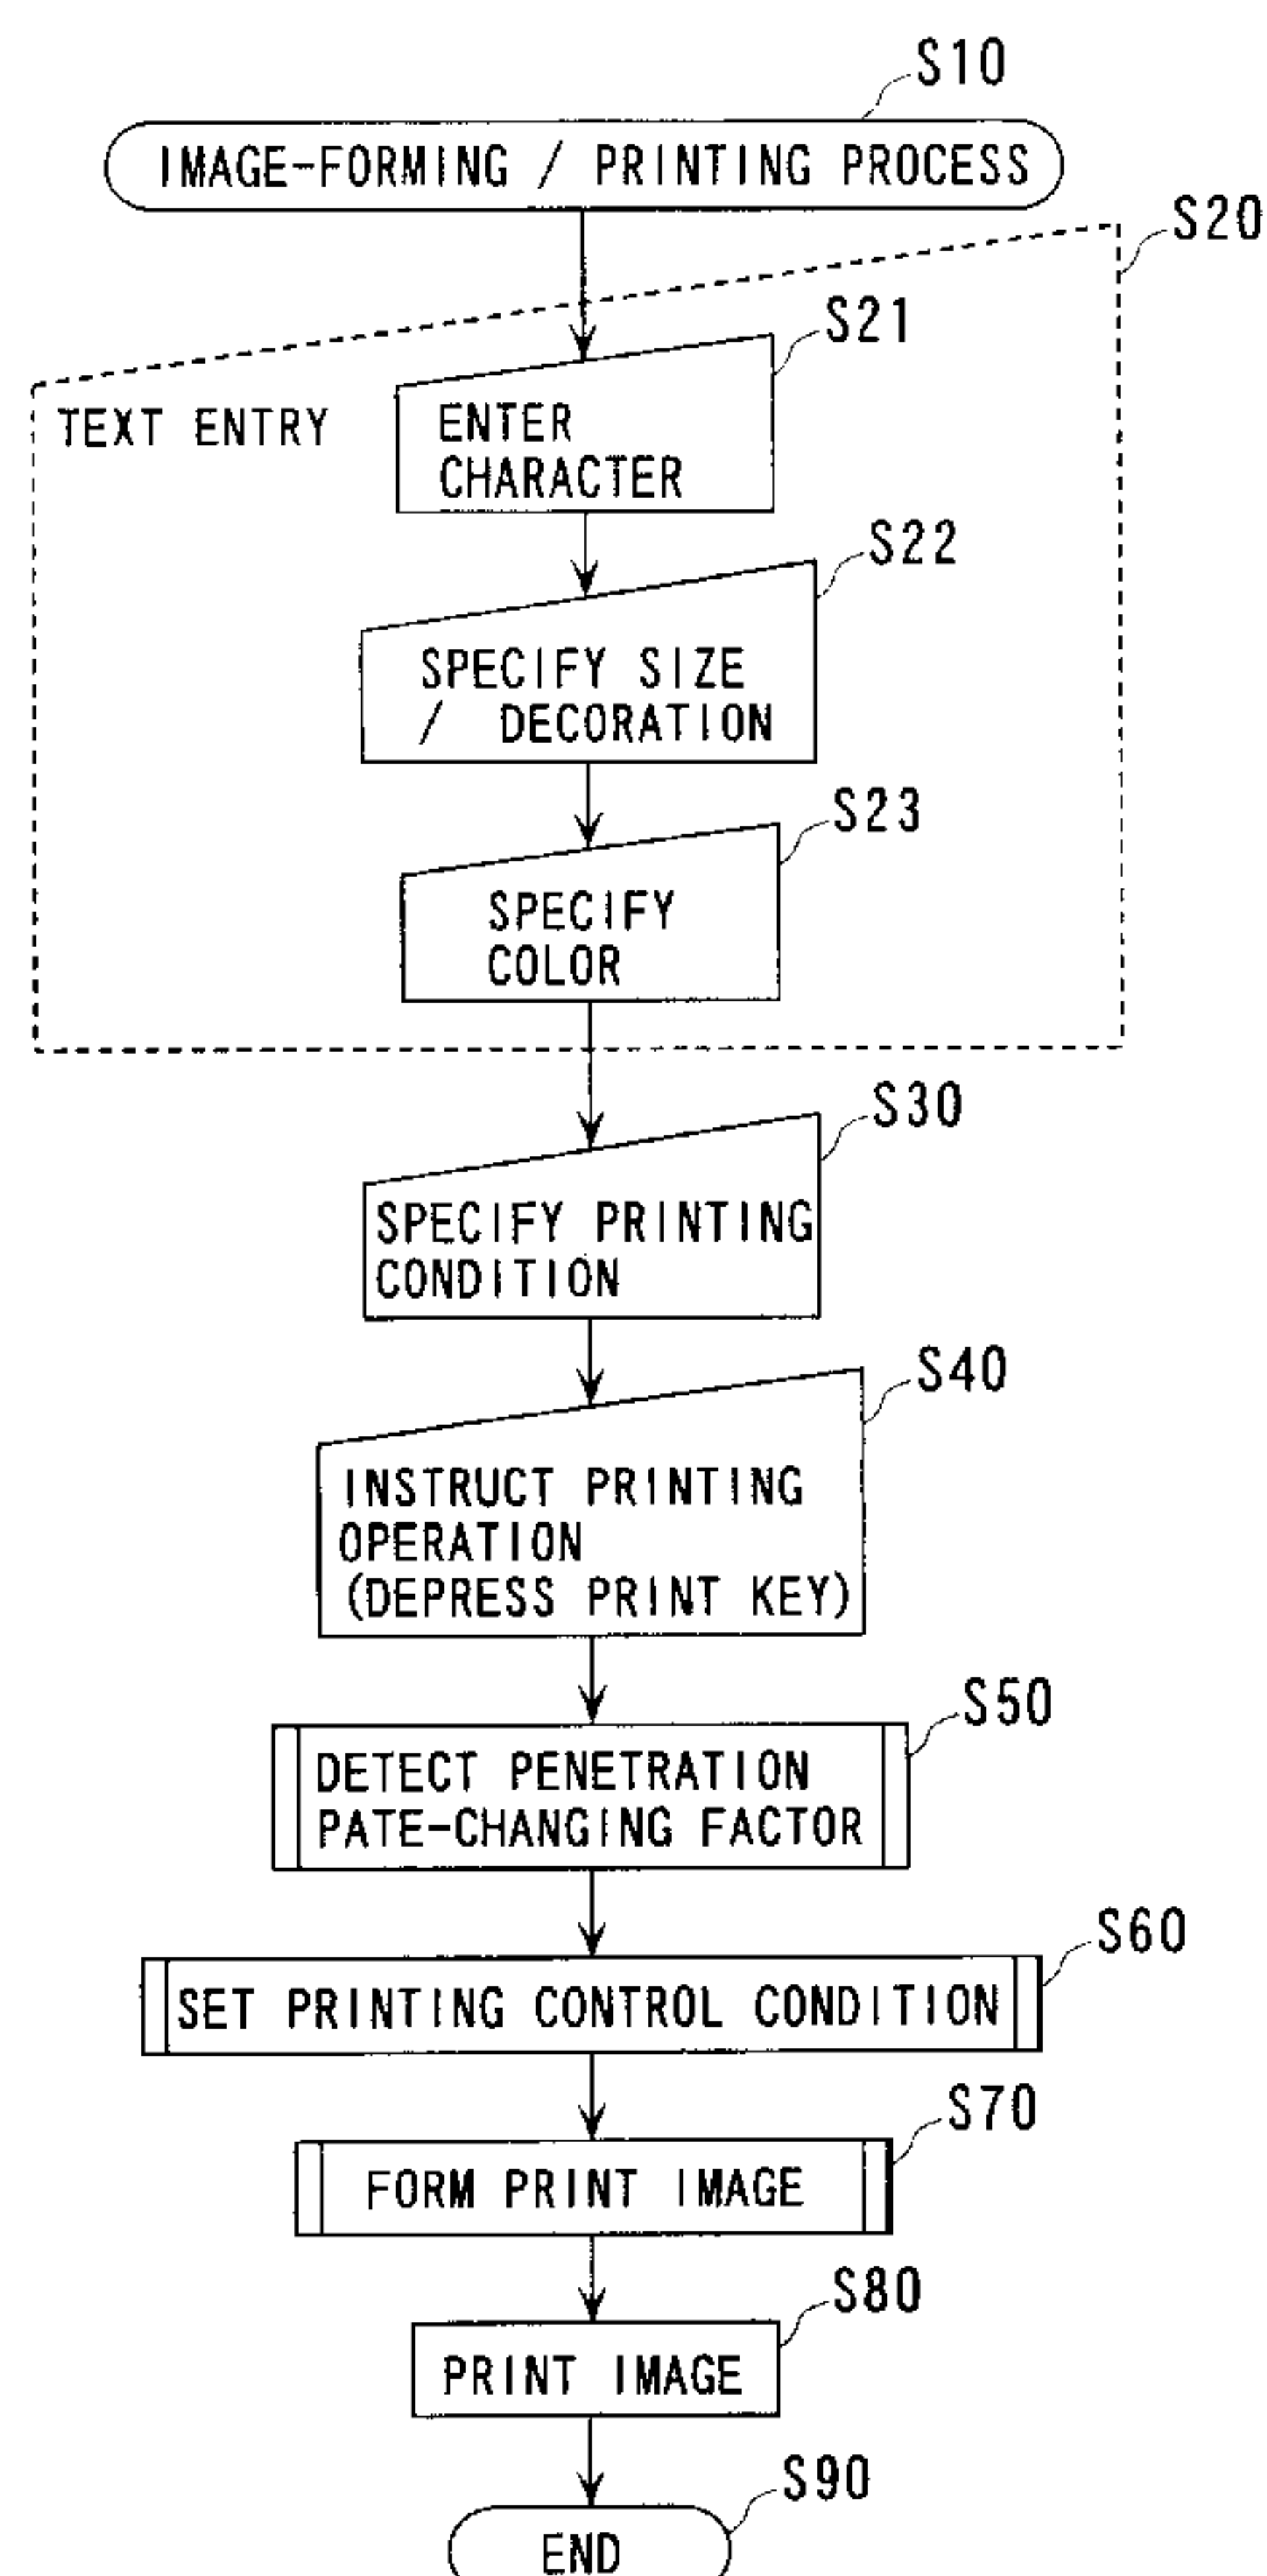 S10
IMAGE-FORMING / PRINTING PROCESS
S20
TEXT ENTRY
S21
ENTER
CHARACTER
S22
SPECIFY SIZE
/ DECORATION
S23
SPECIFY
COLOR
S30
SPECIFY PRINTING
CONDITION
S40
INSTRUCT PRINTING
OPERATION
(DEPRESS PRINT KEY)
S50
DETECT PENETRATION
PATE-CHANGING FACTOR
S60
SET PRINTING CONTROL CONDITION
S70
FORM PRINT IMAGE
S80
PRINT IMAGE
S90
END